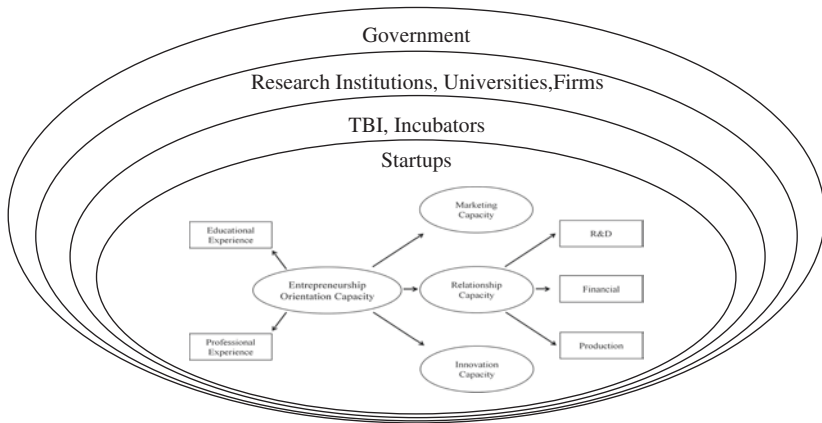 Government
Research Institutions, Universities,Firms
TBI, Incubators
Startups
Marketing
Capacity
Educational
Experience
R&D
Entrepreneurship
Orientation Capacity
Relationship
Capacity
Financial
Professional
Experience
Production
Innovation
Capacity